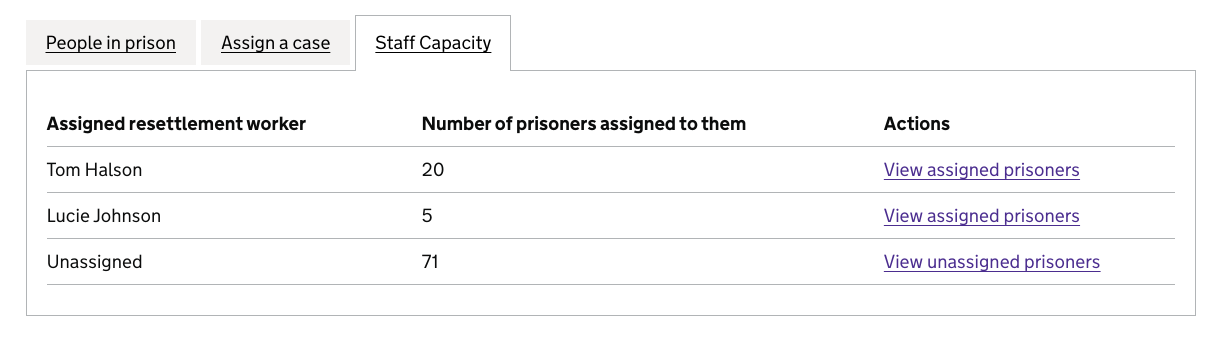 People in prison Assign a case Staff Capacity
Assigned resettlement worker Number of prisoners assigned to them Actions
Tom Halson 20 View assigned prisoners
Lucie Johnson 5 View assigned prisoners
Unassigned 71 View unassigned prisoners